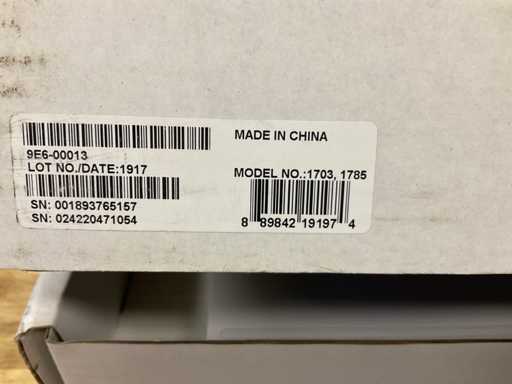 MADE IN CHINA
9E6-00013
LOT NO./DATE:1917
MODEL NO.:1703, 1785
SN: 001893765157
SN: 024220471054
8 89842 19197 4